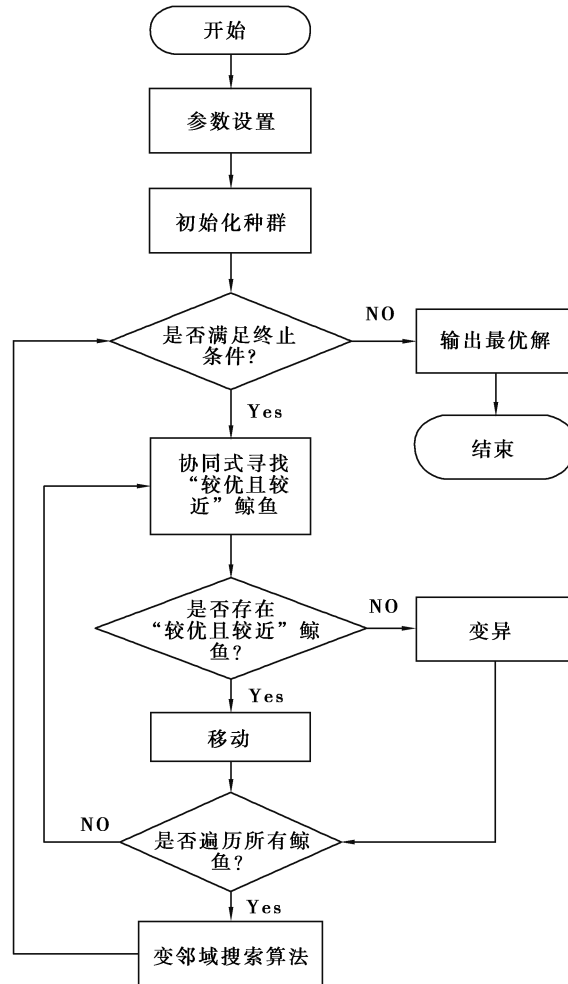 开始
参数设置
初始化种群
是否满足终止
条件?
NO
输出最优解
结束
Yes
协同式寻找
“较优且较
近”鲸鱼
是否存在
“较优且较近”鲸
鱼?
NO
变异
Yes
移动
是否遍历所有鲸
鱼?
NO
Yes
变邻域搜索算法